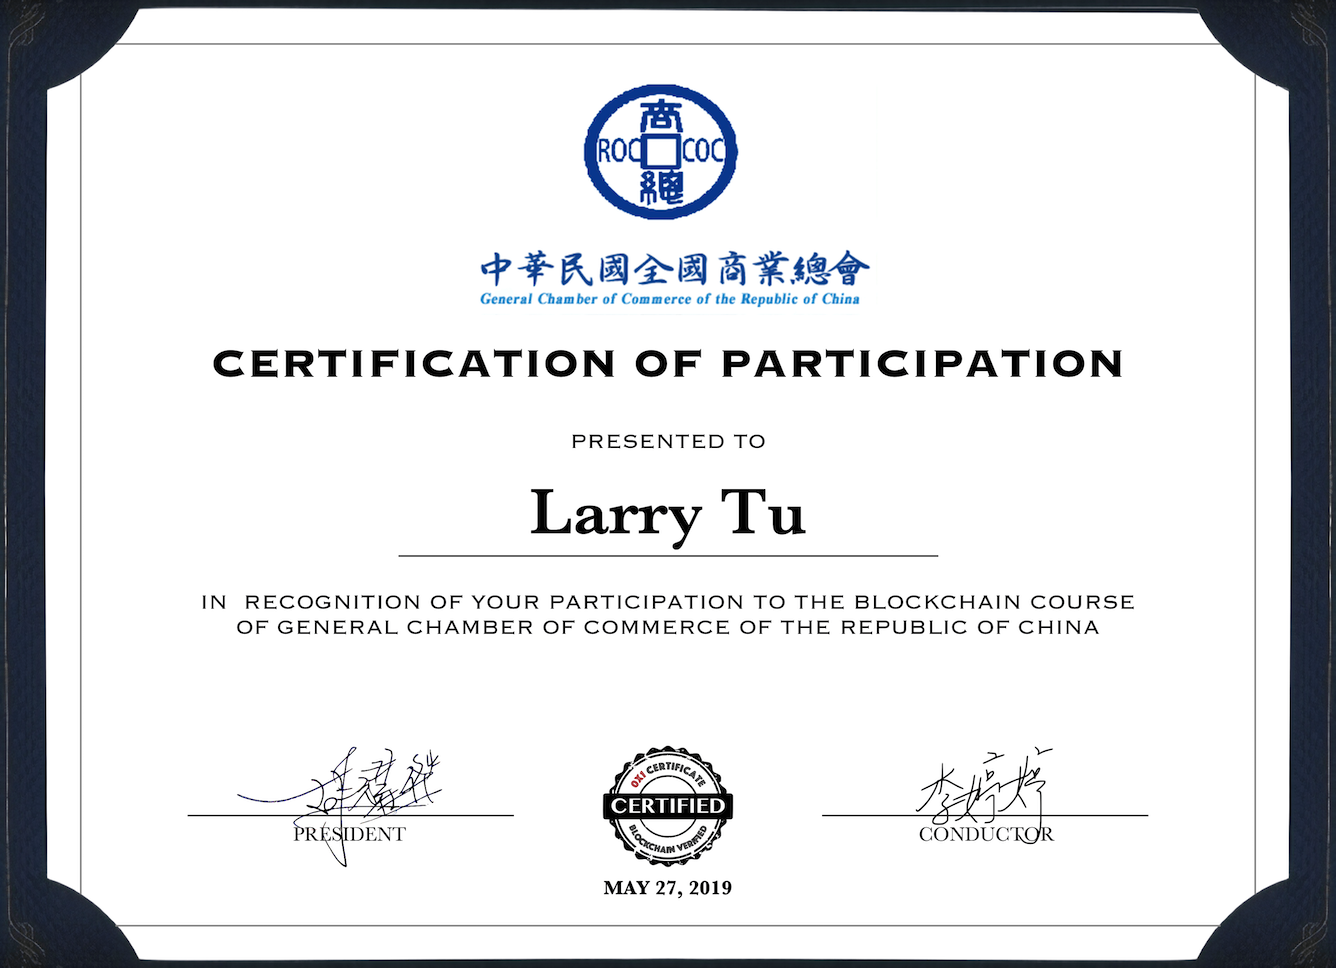 商
ROC COC
總
中華民國全國商業總會
General Chamber of Commerce of the Republic of China
CERTIFICATION OF PARTICIPATION
PRESENTED TO
Larry Tu
IN RECOGNITION OF YOUR PARTICIPATION TO THE BLOCKCHAIN COURSE
OF GENERAL CHAMBER OF COMMERCE OF THE REPUBLIC OF CHINA
李婷婷
PRESIDENT
CONDUCTOR
0X1 CERTIFICATE
CERTIFIED
BLOCKCHAIN VERIFIED
MAY 27, 2019